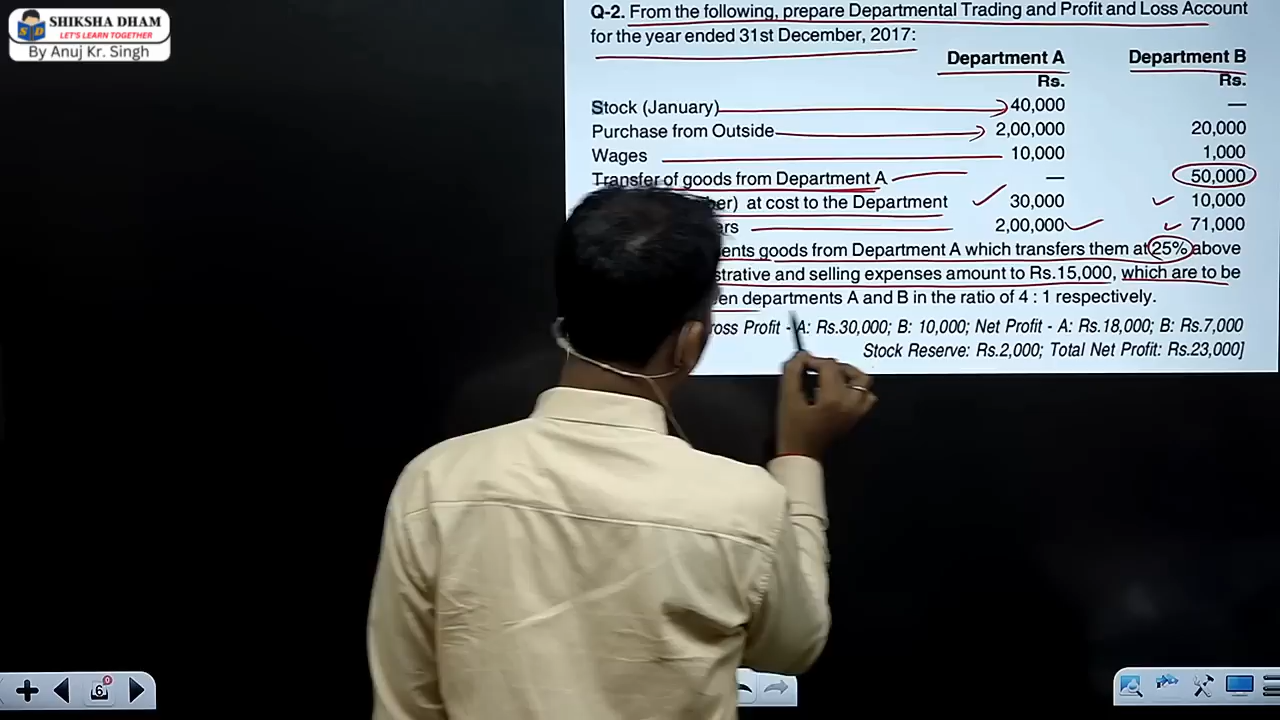 SHIKSHA DHAM
LET'S LEARN TOGETHER
By Anuj Kr. Singh
S D
Q-2. From the following, prepare Departmental Trading and Profit and Loss Account
for the year ended 31st December, 2017:
Department A Department B
Rs. Rs.
Stock (January) 40,000 —
Purchase from Outside 2,00,000 20,000
Wages 10,000 1,000
Transfer of goods from Department A — 50,000
at cost to the Department 30,000 10,000
2,00,000 71,000
goods from Department A which transfers them at 25% above
and selling expenses amount to Rs.15,000, which are to be
departments A and B in the ratio of 4 : 1 respectively.
Profit - A: Rs.30,000; B: 10,000; Net Profit - A: Rs.18,000; B: Rs.7,000
Stock Reserve: Rs.2,000; Total Net Profit: Rs.23,000]
6
0